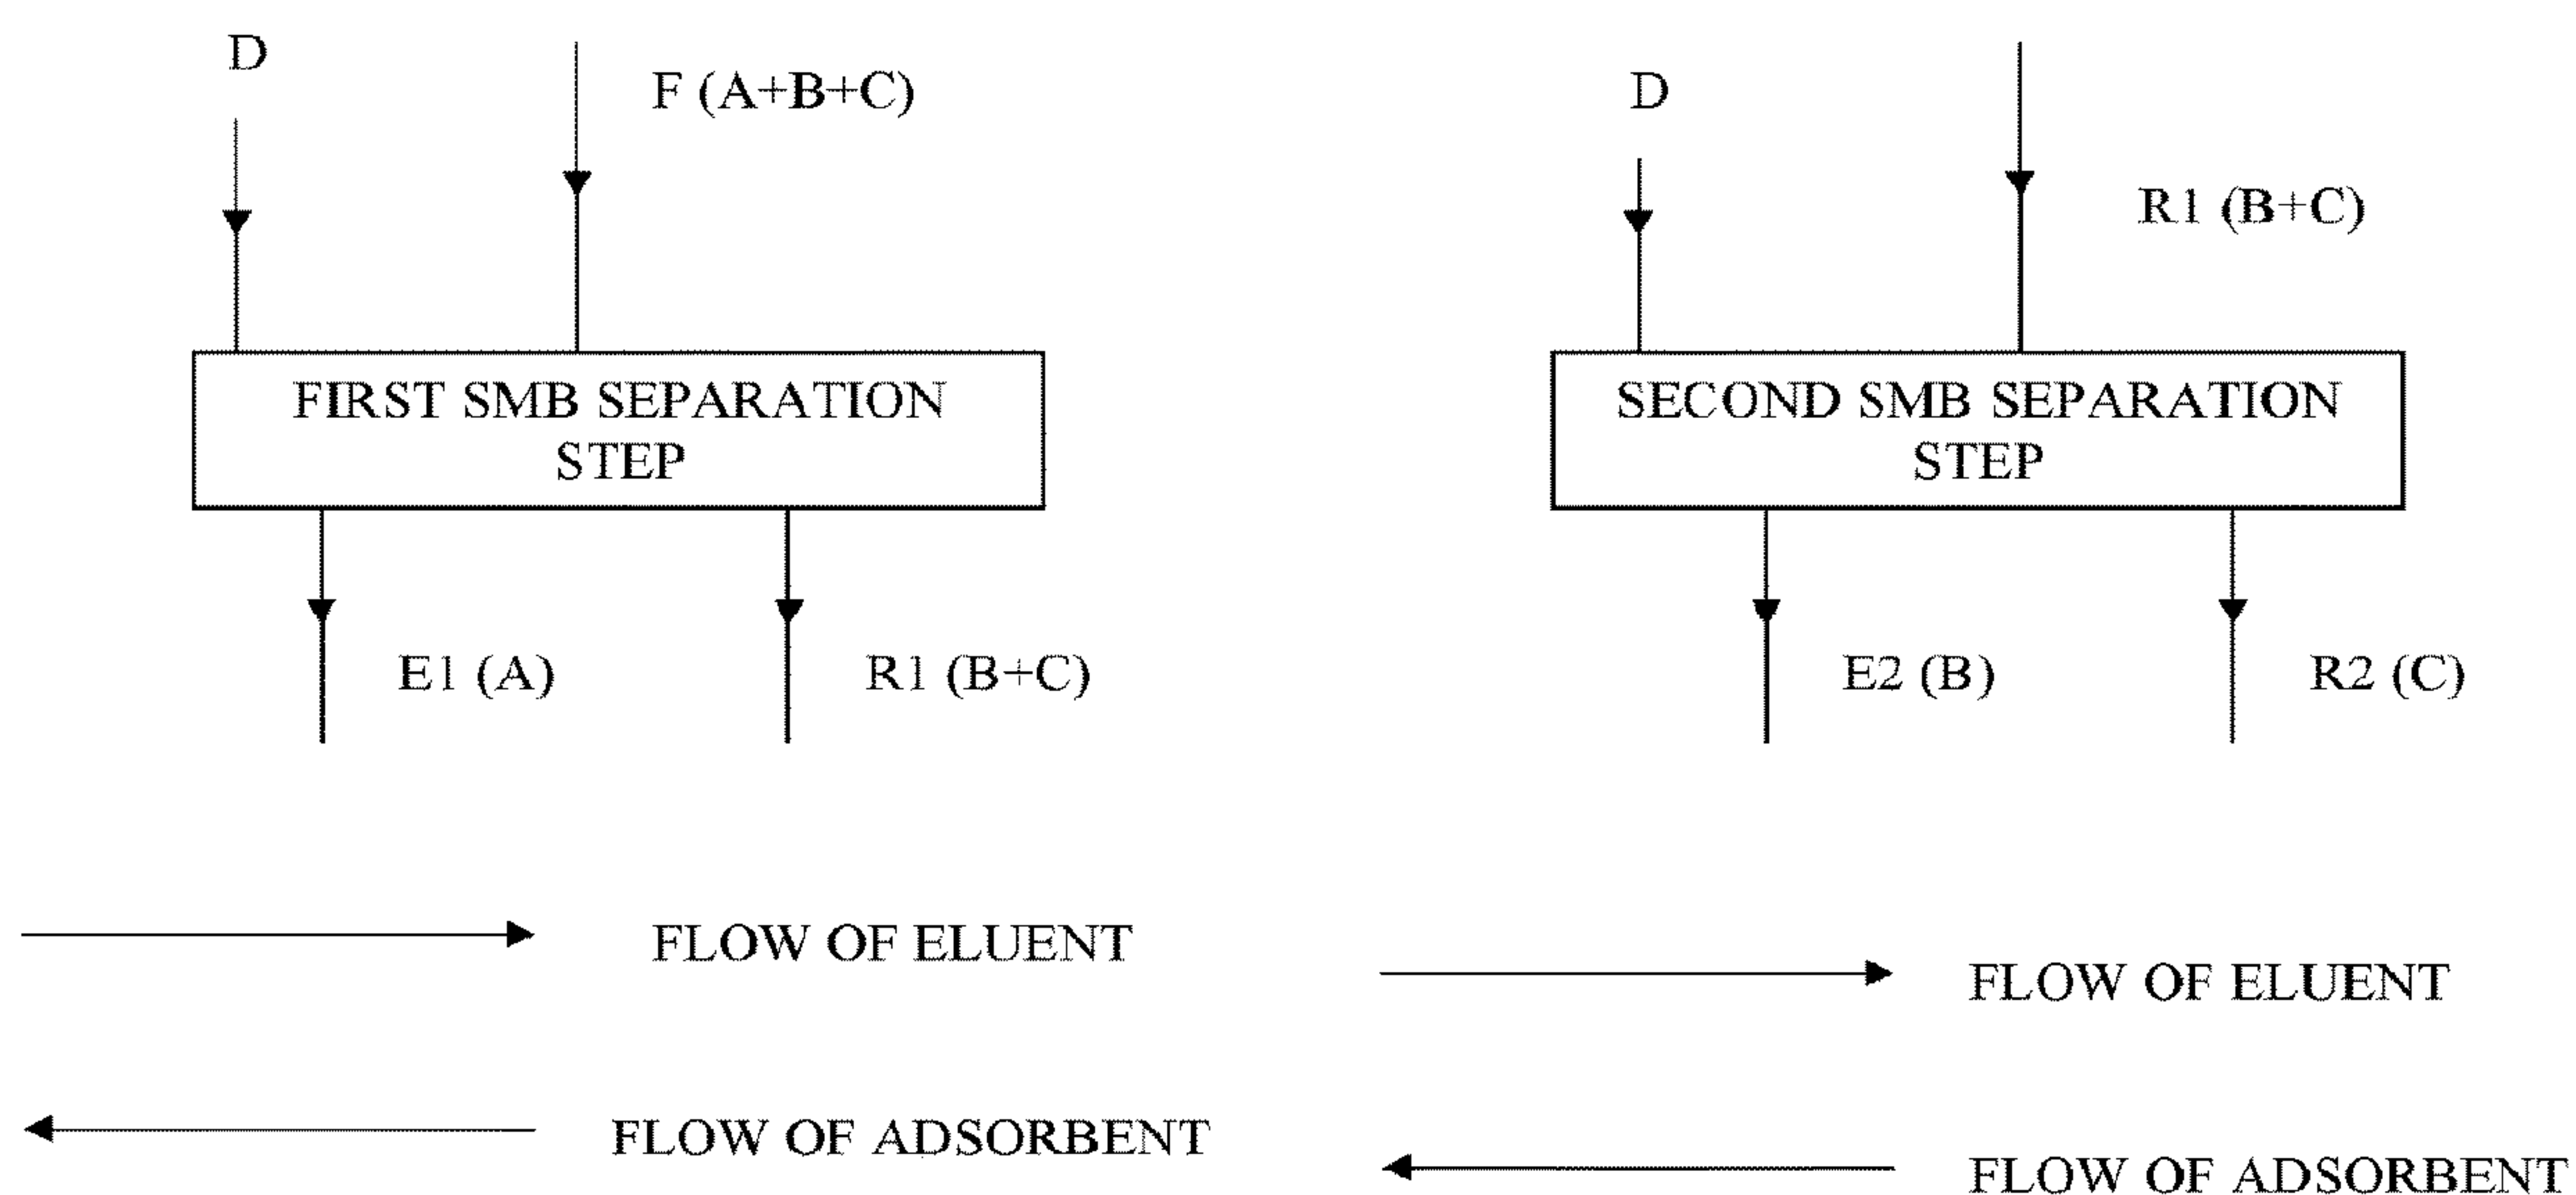 D
F (A+B+C)
FIRST SMB SEPARATION
STEP
E1 (A)
R1 (B+C)
FLOW OF ELUENT
FLOW OF ADSORBENT
D
R1 (B+C)
SECOND SMB SEPARATION
STEP
E2 (B)
R2 (C)
FLOW OF ELUENT
FLOW OF ADSORBENT